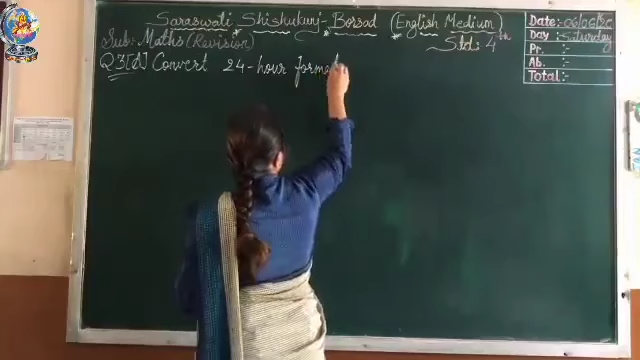 Saraswati Shishukunj - Borsad (English Medium)
Sub: Maths (Revision)
Std: 4th
Q3[d] Convert 24-hour format
Date:-
Day :- Saturday
Pr. :-
Ab. :-
Total :-